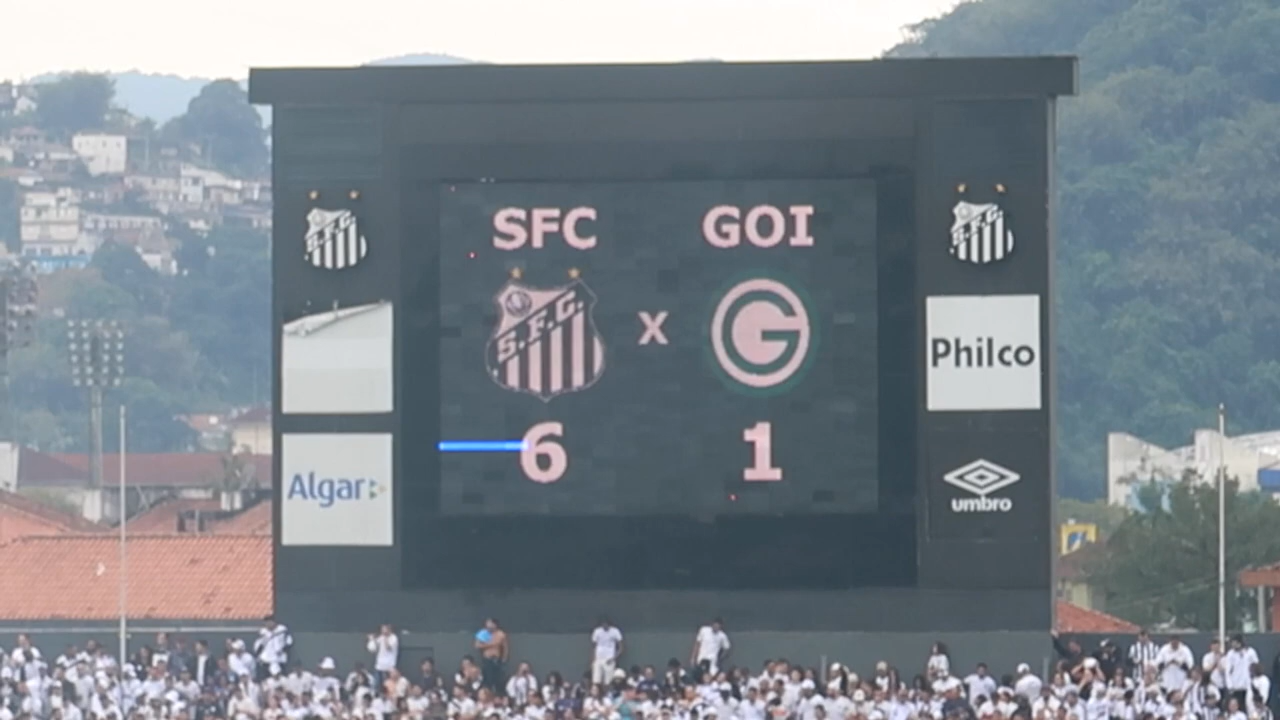 SFC GOI
S.F.C.
x
G
6 1
S.F.C.
Algar
S.F.C.
Philco
umbro